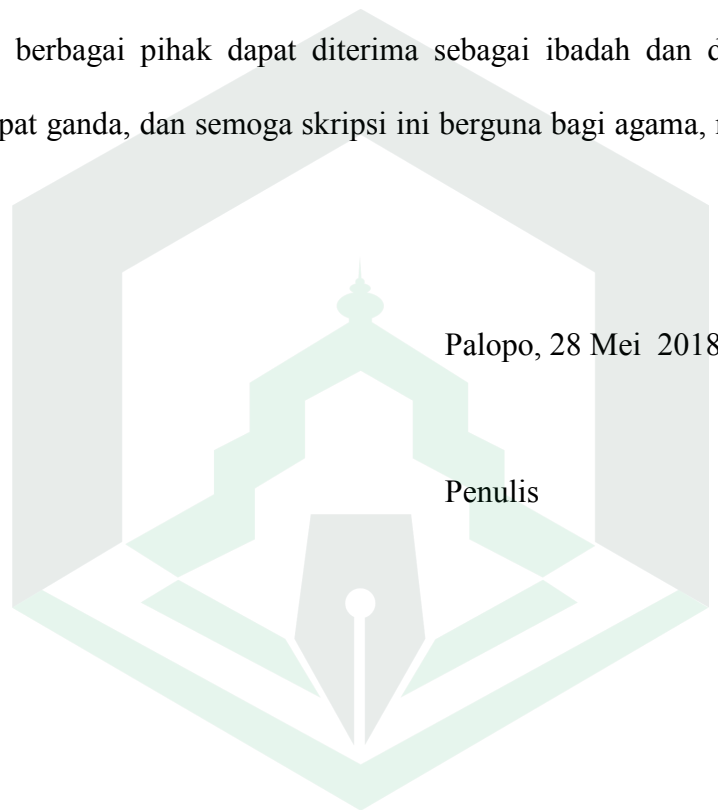 berbagai pihak dapat diterima sebagai ibadah dan
ganda, dan semoga skripsi ini berguna bagi agama,
Palopo, 28 Mei 2018
Penulis